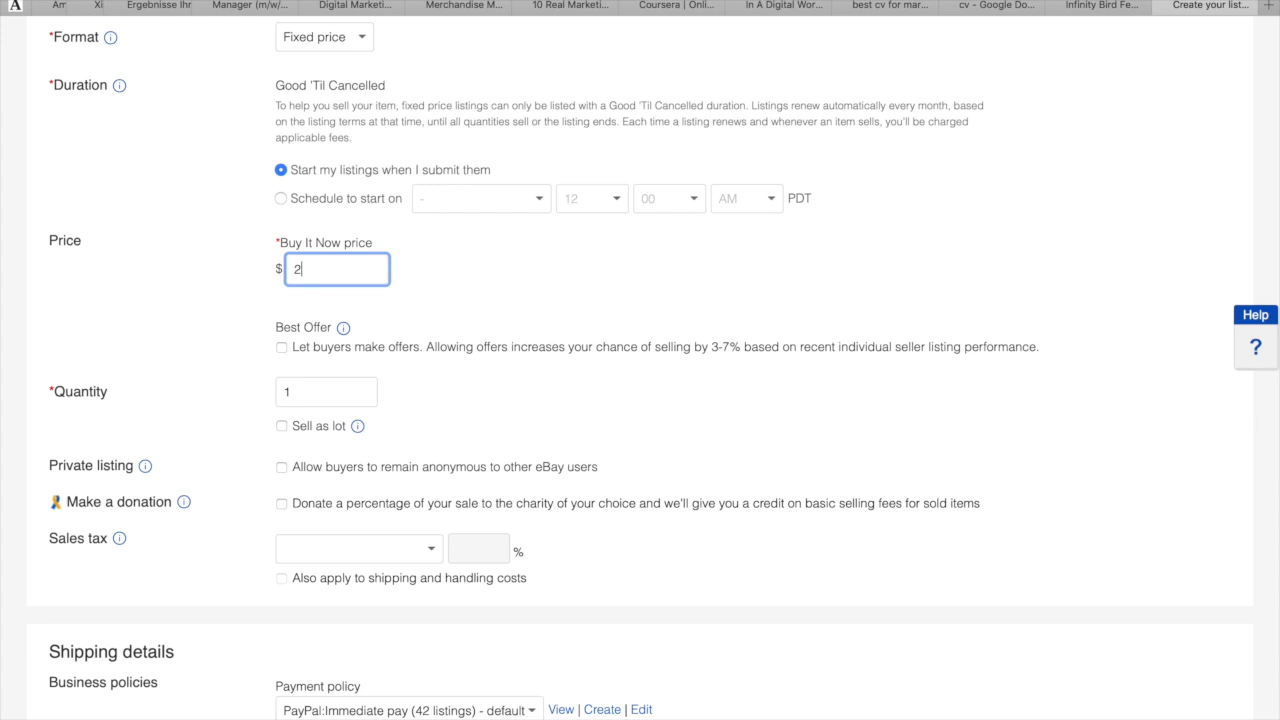 A Am Xi Ergebnisse Ihr Manager (m/w/... Digital Marketi... Merchandise M... 10 Real Marketi... Coursera | Onli... In A Digital Wor... best cv for mar... cv - Google Do... Infinity Bird Fe... Create your list... +
*Format Fixed price
*Duration Good 'Til Cancelled
To help you sell your item, fixed price listings can only be listed with a Good 'Til Cancelled duration. Listings renew automatically every month, based
on the listing terms at that time, until all quantities sell or the listing ends. Each time a listing renews and whenever an item sells, you'll be charged
applicable fees.
Start my listings when I submit them
Schedule to start on - 12 00 AM PDT
Price *Buy It Now price
$ 2
Best Offer
Let buyers make offers. Allowing offers increases your chance of selling by 3-7% based on recent individual seller listing performance.
Help
?
*Quantity 1
Sell as lot
Private listing Allow buyers to remain anonymous to other eBay users
Make a donation Donate a percentage of your sale to the charity of your choice and we'll give you a credit on basic selling fees for sold items
Sales tax %
Also apply to shipping and handling costs
Shipping details
Business policies Payment policy
PayPal:Immediate pay (42 listings) - default View | Create | Edit